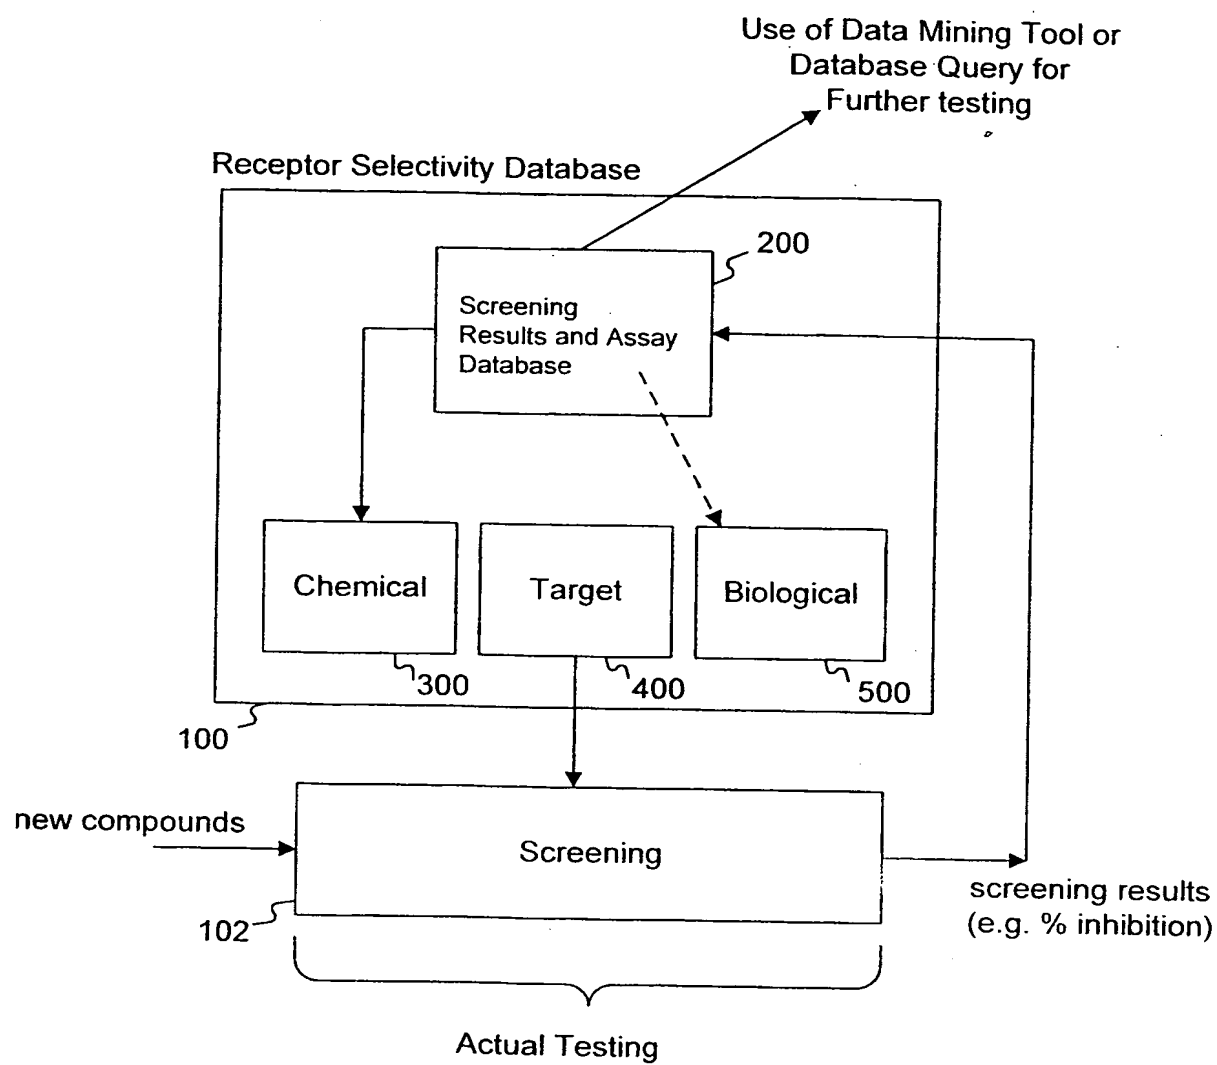 Use of Data Mining Tool or
Database Query for
Further testing
Receptor Selectivity Database
200
Screening
Results and Assay
Database
Chemical
Target
Biological
300
400
500
100
new compounds
Screening
screening results
(e.g. % inhibition)
102
Actual Testing